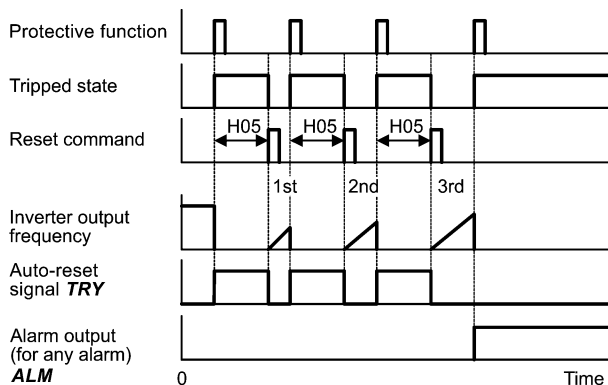 Protective function
Tripped state
H05 H05 H05
Reset command
1st 2nd 3rd
Inverter output
frequency
Auto-reset
signal TRY
Alarm output
(for any alarm)
ALM
0 Time